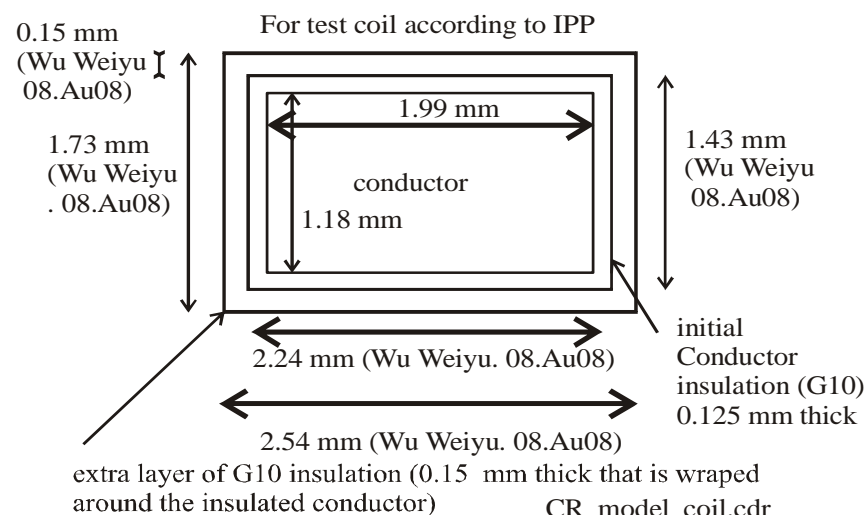 For test coil according to IPP
0.15 mm
(Wu Weiyu
08.Au08)
1.73 mm
(Wu Weiyu
. 08.Au08)
1.99 mm
conductor
1.18 mm
1.43 mm
(Wu Weiyu
08.Au08)
initial
Conductor
insulation (G10)
0.125 mm thick
2.24 mm (Wu Weiyu. 08.Au08)
2.54 mm (Wu Weiyu. 08.Au08)
extra layer of G10 insulation (0.15 mm thick that is wraped
around the insulated conductor)
CR_model_coil.cdr